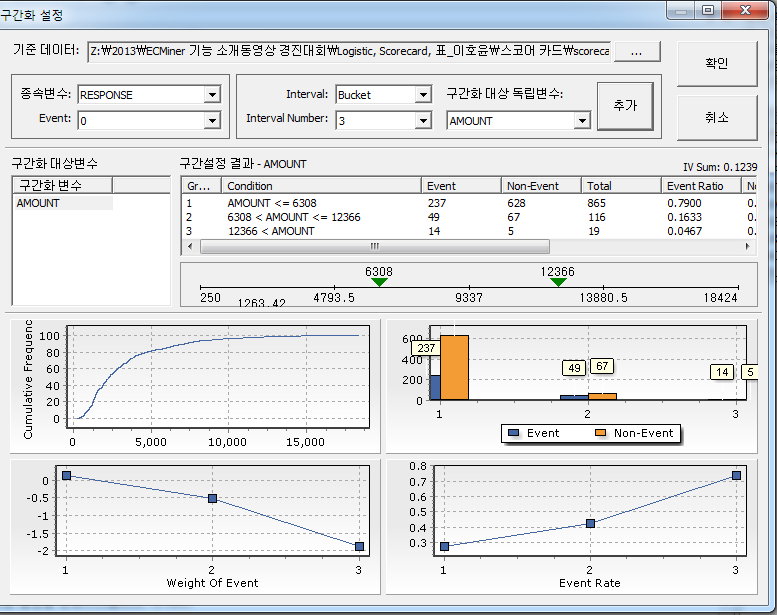 구간화 설정
기준 데이터: Z:₩2013₩ECMiner 기능 소개동영상 경진대회₩Logistic, Scorecard, 표_이호윤₩스코어 카드₩scoreca ...
확인
종속변수: RESPONSE
Interval: Bucket
구간화 대상 독립변수:
추가
Event: 0
Interval Number: 3
AMOUNT
취소
구간화 대상변수
구간설정 결과 - AMOUNT
IV Sum: 0.1239
구간화 변수
AMOUNT
Gr... Condition Event Non-Event Total Event Ratio
1 AMOUNT <= 6308 237 628 865 0.7900
2 6308 < AMOUNT <= 12366 49 67 116 0.1633
3 12366 < AMOUNT 14 5 19 0.0467
6308 12366
250 1263.42 4793.5 9337 13880.5 18424
Cumulative Frequenc
100
80
60
40
20
0
0 5,000 10,000 15,000
600
400
200
0
237 49 67 14 5
1 2 3
Event Non-Event
0
-0.5
-1
-1.5
-2
1 2 3
Weight Of Event
0.8
0.7
0.6
0.5
0.4
0.3
1 2 3
Event Rate